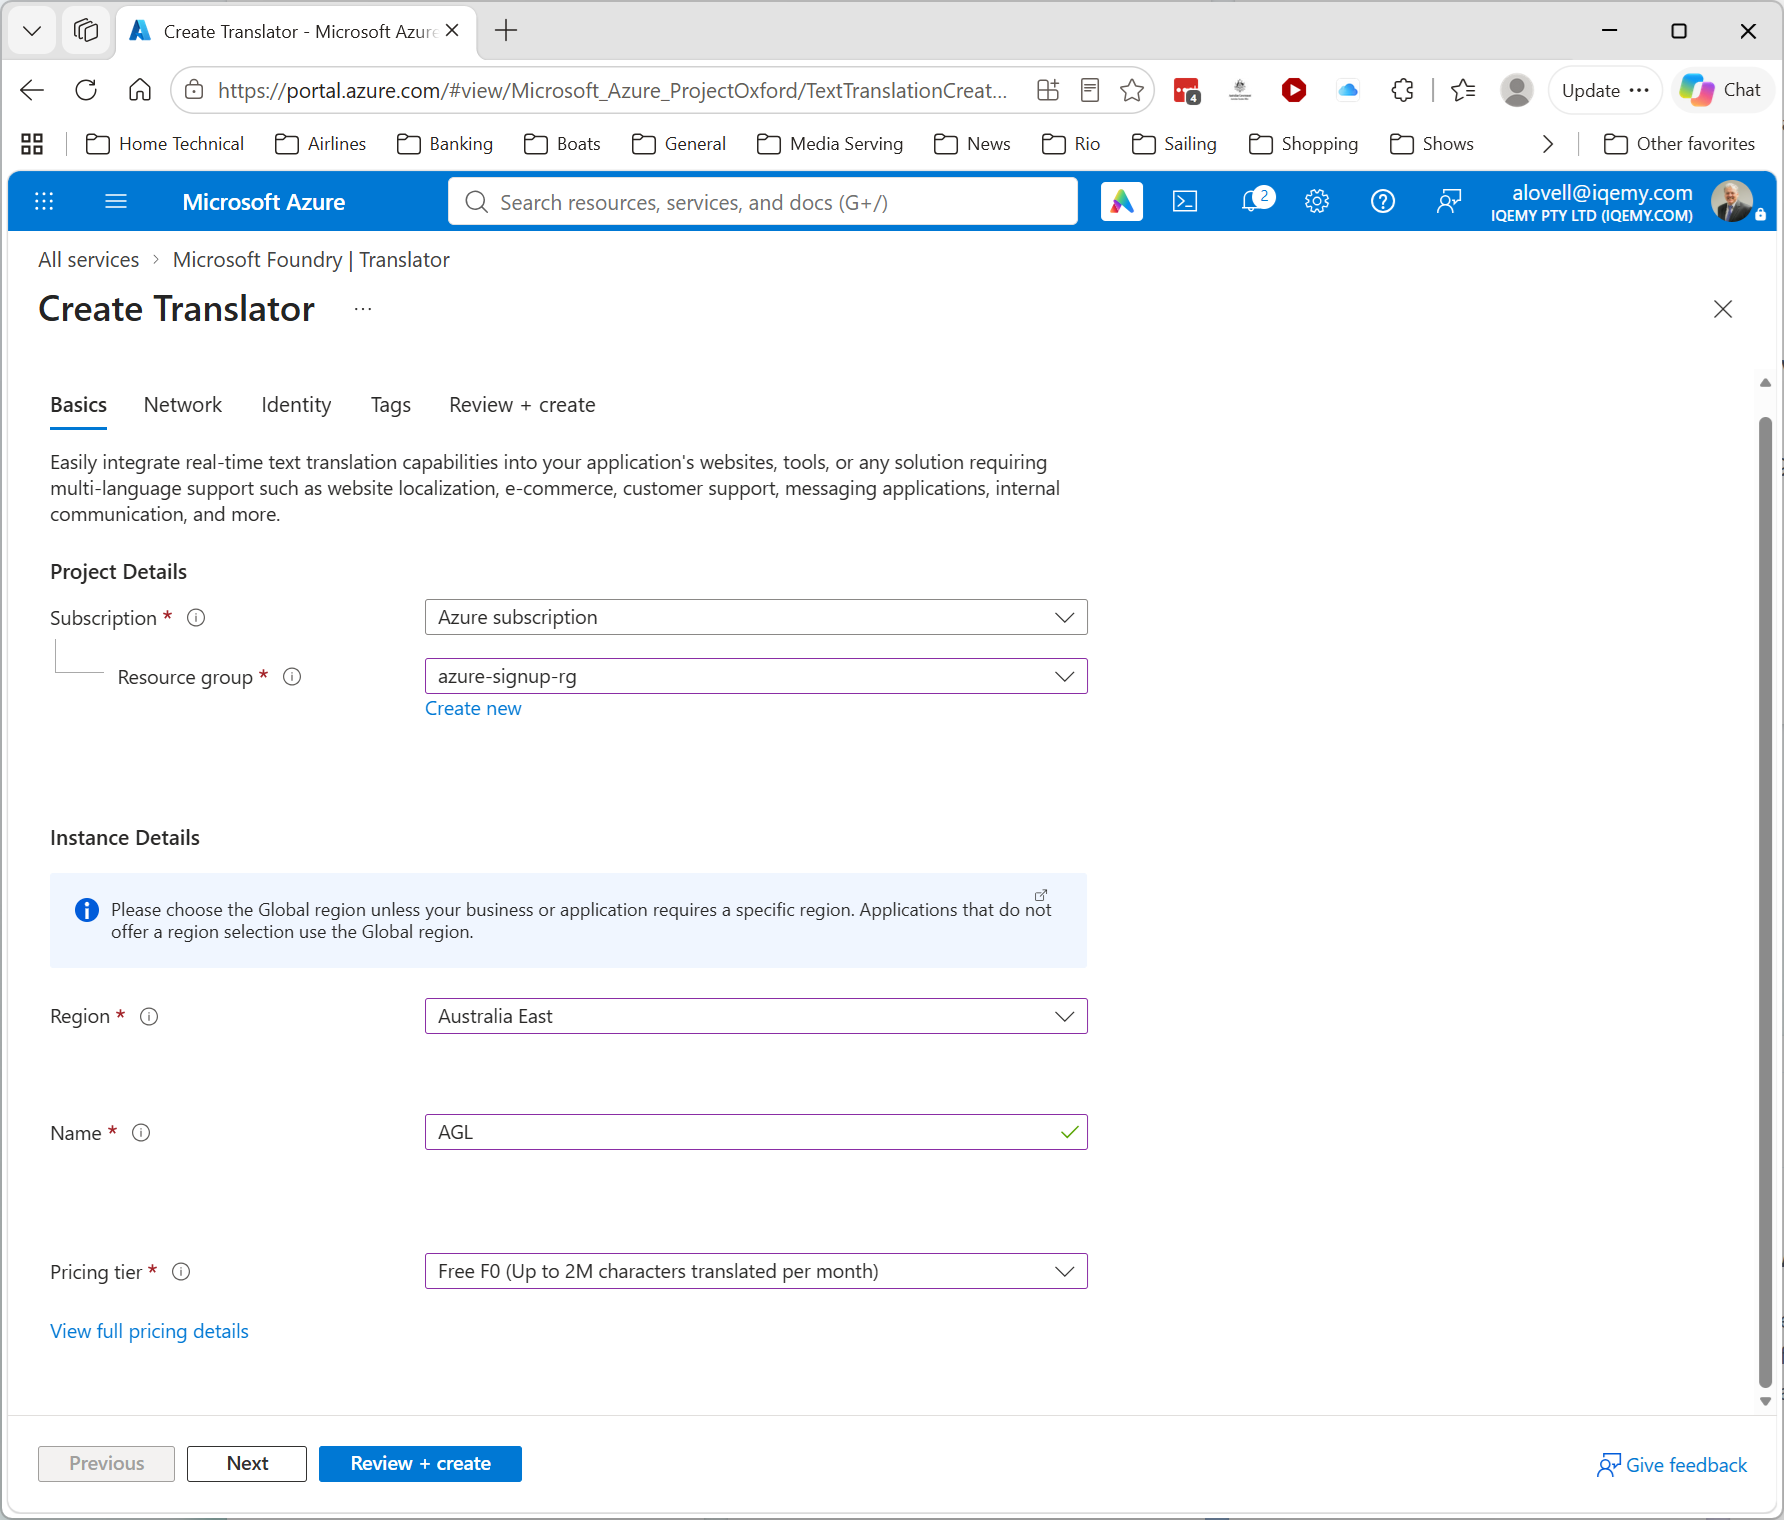 Create Translator - Microsoft Azure
https://portal.azure.com/#view/Microsoft_Azure_ProjectOxford/TextTranslationCreat...
4
Update
Chat
Home Technical
Airlines
Banking
Boats
General
Media Serving
News
Rio
Sailing
Shopping
Shows
Other favorites
Microsoft Azure
Search resources, services, and docs (G+/)
2
alovell@iqemy.com
IQEMY PTY LTD (IQEMY.COM)
All services > Microsoft Foundry | Translator
Create Translator ...
Basics
Network
Identity
Tags
Review + create
Easily integrate real-time text translation capabilities into your application's websites, tools, or any solution requiring
multi-language support such as website localization, e-commerce, customer support, messaging applications, internal
communication, and more.
Project Details
Subscription *
Azure subscription
Resource group *
azure-signup-rg
Create new
Instance Details
Please choose the Global region unless your business or application requires a specific region. Applications that do not
offer a region selection use the Global region.
Region *
Australia East
Name *
AGL
Pricing tier *
Free F0 (Up to 2M characters translated per month)
View full pricing details
Previous
Next
Review + create
Give feedback